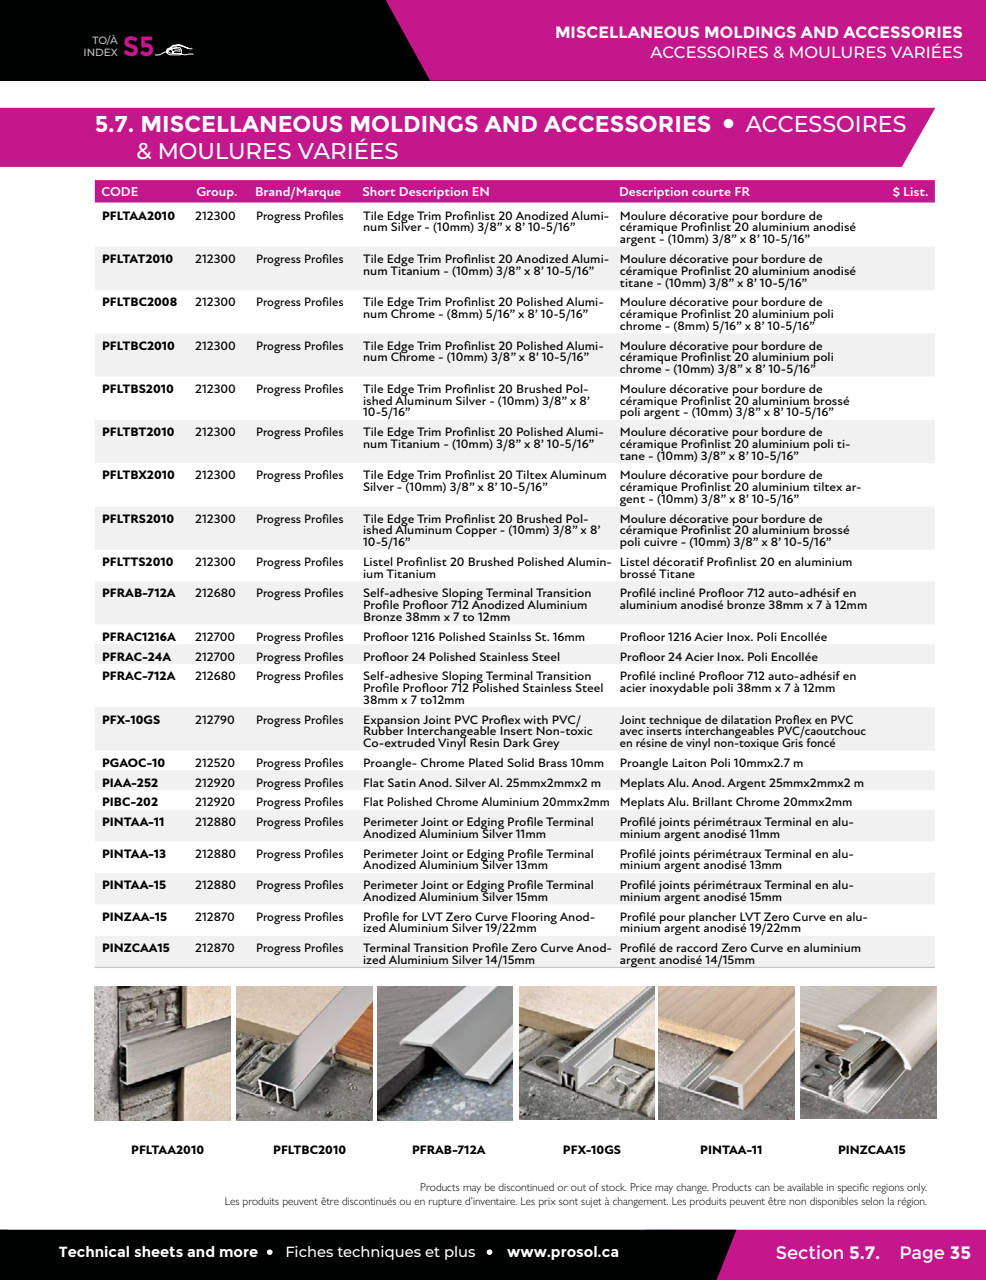 TO/À
INDEX S5
MISCELLANEOUS MOLDINGS AND ACCESSORIES
ACCESSOIRES & MOULURES VARIÉES
5.7. MISCELLANEOUS MOLDINGS AND ACCESSORIES • ACCESSOIRES
& MOULURES VARIÉES
CODE Group. Brand/Marque Short Description EN Description courte FR $ List.
PFLTAA2010 212300 Progress Profiles Tile Edge Trim Profinlist 20 Anodized Alumi- Moulure décorative pour bordure de
num Silver - (10mm) 3/8” x 8’ 10-5/16” céramique Profinlist 20 aluminium anodisé
argent - (10mm) 3/8” x 8’ 10-5/16”
PFLTAT2010 212300 Progress Profiles Tile Edge Trim Profinlist 20 Anodized Alumi- Moulure décorative pour bordure de
num Titanium - (10mm) 3/8” x 8’ 10-5/16” céramique Profinlist 20 aluminium anodisé
titane - (10mm) 3/8” x 8’ 10-5/16”
PFLTBC2008 212300 Progress Profiles Tile Edge Trim Profinlist 20 Polished Alumi- Moulure décorative pour bordure de
num Chrome - (8mm) 5/16” x 8’ 10-5/16” céramique Profinlist 20 aluminium poli
chrome - (8mm) 5/16” x 8’ 10-5/16”
PFLTBC2010 212300 Progress Profiles Tile Edge Trim Profinlist 20 Polished Alumi- Moulure décorative pour bordure de
num Chrome - (10mm) 3/8” x 8’ 10-5/16” céramique Profinlist 20 aluminium poli
chrome - (10mm) 3/8” x 8’ 10-5/16”
PFLTBS2010 212300 Progress Profiles Tile Edge Trim Profinlist 20 Brushed Pol- Moulure décorative pour bordure de
ished Aluminum Silver - (10mm) 3/8” x 8’ céramique Profinlist 20 aluminium brossé
10-5/16” poli argent - (10mm) 3/8” x 8’ 10-5/16”
PFLTBT2010 212300 Progress Profiles Tile Edge Trim Profinlist 20 Polished Alumi- Moulure décorative pour bordure de
num Titanium - (10mm) 3/8” x 8’ 10-5/16” céramique Profinlist 20 aluminium poli ti-
tane - (10mm) 3/8” x 8’ 10-5/16”
PFLTBX2010 212300 Progress Profiles Tile Edge Trim Profinlist 20 Tiltex Aluminum Moulure décorative pour bordure de
Silver - (10mm) 3/8” x 8’ 10-5/16” céramique Profinlist 20 aluminium tiltex ar-
gent - (10mm) 3/8” x 8’ 10-5/16”
PFLTRS2010 212300 Progress Profiles Tile Edge Trim Profinlist 20 Brushed Pol- Moulure décorative pour bordure de
ished Aluminum Copper - (10mm) 3/8” x 8’ céramique Profinlist 20 aluminium brossé
10-5/16” poli cuivre - (10mm) 3/8” x 8’ 10-5/16”
PFLTTS2010 212300 Progress Profiles Listel Profinlist 20 Brushed Polished Alumin- Listel décoratif Profinlist 20 en aluminium
ium Titanium brossé Titane
PFRAB-712A 212680 Progress Profiles Self-adhesive Sloping Terminal Transition Profilé incliné Profloor 712 auto-adhésif en
Profile Profloor 712 Anodized Aluminium aluminium anodisé bronze 38mm x 7 à 12mm
Bronze 38mm x 7 to 12mm
PFRAC1216A 212700 Progress Profiles Profloor 1216 Polished Stainlss St. 16mm Profloor 1216 Acier Inox. Poli Encollée
PFRAC-24A 212700 Progress Profiles Profloor 24 Polished Stainless Steel Profloor 24 Acier Inox. Poli Encollée
PFRAC-712A 212680 Progress Profiles Self-adhesive Sloping Terminal Transition Profilé incliné Profloor 712 auto-adhésif en
Profile Profloor 712 Polished Stainless Steel acier inoxydable poli 38mm x 7 à 12mm
38mm x 7 to12mm
PFX-10GS 212790 Progress Profiles Expansion Joint PVC Proflex with PVC/ Joint technique de dilatation Proflex en PVC
Rubber Interchangeable Insert Non-toxic avec inserts interchangeables PVC/caoutchouc
Co-extruded Vinyl Resin Dark Grey en résine de vinyl non-toxique Gris foncé
PGAOC-10 212520 Progress Profiles Proangle- Chrome Plated Solid Brass 10mm Proangle Laiton Poli 10mmx2.7 m
PIAA-252 212920 Progress Profiles Flat Satin Anod. Silver Al. 25mmx2mmx2 m Meplats Alu. Anod. Argent 25mmx2mmx2 m
PIBC-202 212920 Progress Profiles Flat Polished Chrome Aluminium 20mmx2mm Meplats Alu. Brillant Chrome 20mmx2mm
PINTAA-11 212880 Progress Profiles Perimeter Joint or Edging Profile Terminal Profilé joints périmétraux Terminal en alu-
Anodized Aluminium Silver 11mm minium argent anodisé 11mm
PINTAA-13 212880 Progress Profiles Perimeter Joint or Edging Profile Terminal Profilé joints périmétraux Terminal en alu-
Anodized Aluminium Silver 13mm minium argent anodisé 13mm
PINTAA-15 212880 Progress Profiles Perimeter Joint or Edging Profile Terminal Profilé joints périmétraux Terminal en alu-
Anodized Aluminium Silver 15mm minium argent anodisé 15mm
PINZAA-15 212870 Progress Profiles Profile for LVT Zero Curve Flooring Anod- Profilé pour plancher LVT Zero Curve en alu-
ized Aluminium Silver 19/22mm minium argent anodisé 19/22mm
PINZCAA15 212870 Progress Profiles Terminal Transition Profile Zero Curve Anod- Profilé de raccord Zero Curve en aluminium
ized Aluminium Silver 14/15mm argent anodisé 14/15mm
PFLTAA2010 PFLTBC2010 PFRAB-712A PFX-10GS PINTAA-11 PINZCAA15
Products may be discontinued or out of stock. Price may change. Products can be available in specific regions only.
Les produits peuvent être discontinués ou en rupture d’inventaire. Les prix sont sujet à changement. Les produits peuvent être non disponibles selon la région.
Technical sheets and more • Fiches techniques et plus • www.prosol.ca
Section 5.7. Page 35